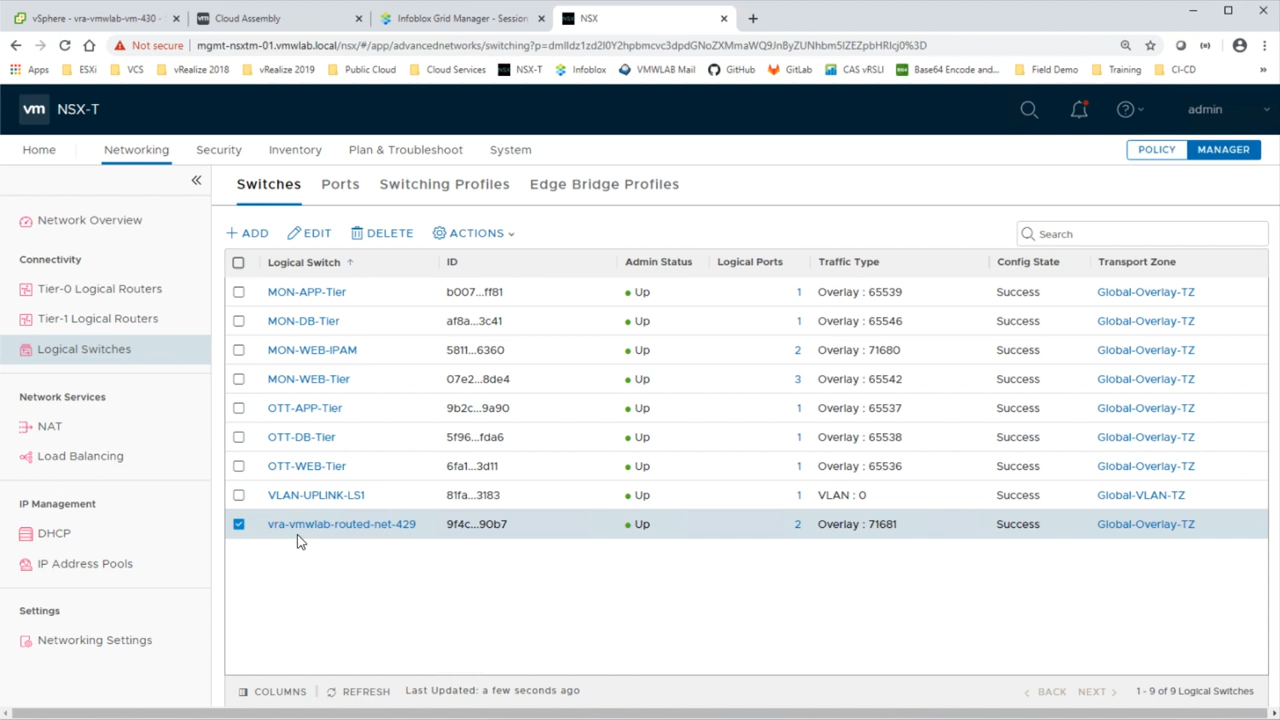 vSphere - vra-vmwlab-vm-430 -
Cloud Assembly
Infoblox Grid Manager - Session
NSX
Not secure
mgmt-nsxtm-01.vmwlab.local/nsx/#/app/advancednetworks/switching?
Apps
ESXi
VCS
vRealize 2018
vRealize 2019
Public Cloud
Cloud Services
NSX-T
Infoblox
VMWLAB Mail
GitHub
GitLab
CAS vRSLI
Base64 Encode and...
Field Demo
Training
CI-CD
vm NSX-T
admin
Home
Networking
Security
Inventory
Plan & Troubleshoot
System
POLICY
MANAGER
Network Overview
Connectivity
Tier-0 Logical Routers
Tier-1 Logical Routers
Logical Switches
Network Services
NAT
Load Balancing
IP Management
DHCP
IP Address Pools
Settings
Networking Settings
Switches
Ports
Switching Profiles
Edge Bridge Profiles
+ ADD
EDIT
DELETE
ACTIONS
Search
Logical Switch ID Admin Status Logical Ports Traffic Type Config State Transport Zone
MON-APP-Tier b007...ff81 Up 1 Overlay : 65539 Success Global-Overlay-TZ
MON-DB-Tier af8a...3c41 Up 1 Overlay : 65546 Success Global-Overlay-TZ
MON-WEB-IPAM 5811...6360 Up 2 Overlay : 71680 Success Global-Overlay-TZ
MON-WEB-Tier 07e2...8de4 Up 3 Overlay : 65542 Success Global-Overlay-TZ
OTT-APP-Tier 9b2c...9a90 Up 1 Overlay : 65537 Success Global-Overlay-TZ
OTT-DB-Tier 5f96...fda6 Up 1 Overlay : 65538 Success Global-Overlay-TZ
OTT-WEB-Tier 6fa1...3d11 Up 1 Overlay : 65536 Success Global-Overlay-TZ
VLAN-UPLINK-LS1 81fa...3183 Up 1 VLAN : 0 Success Global-VLAN-TZ
vra-vmwlab-routed-net-429 9f4c...90b7 Up 2 Overlay : 71681 Success Global-Overlay-TZ
COLUMNS
REFRESH
Last Updated: a few seconds ago
BACK
NEXT
1 - 9 of 9 Logical Switches